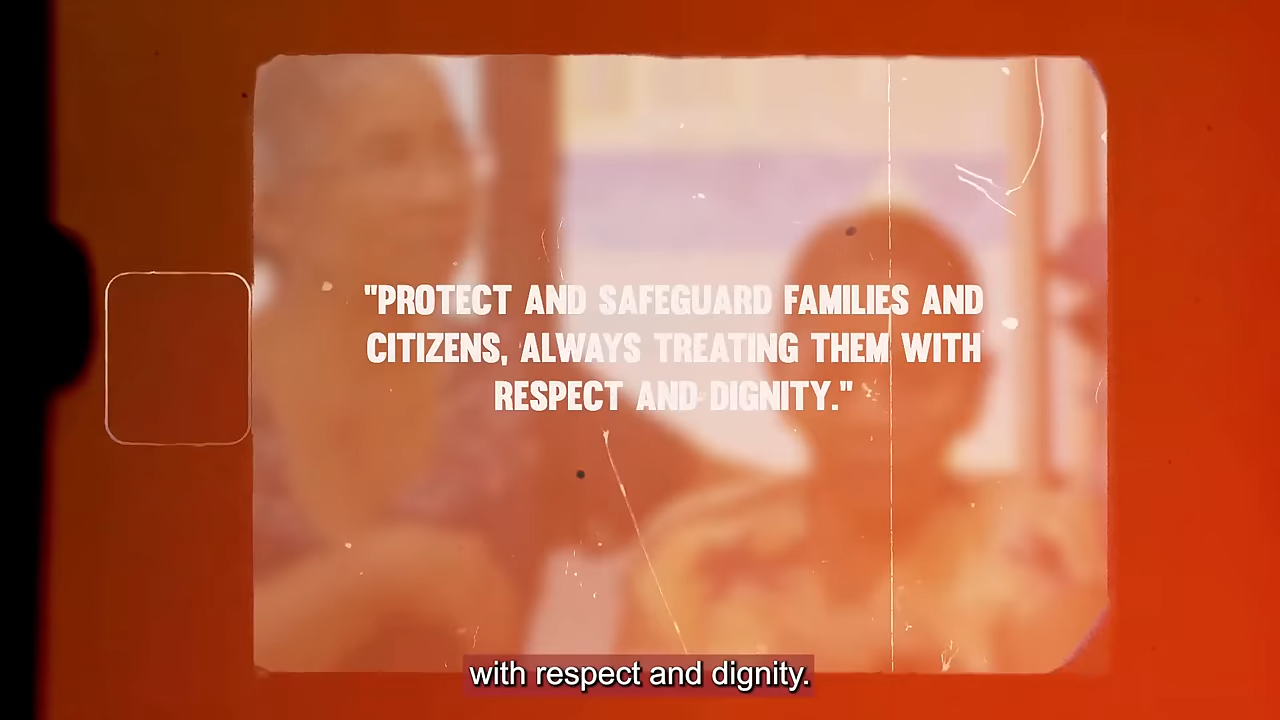 "PROTECT AND SAFEGUARD FAMILIES AND
CITIZENS, ALWAYS TREATING THEM WITH
RESPECT AND DIGNITY."
with respect and dignity.